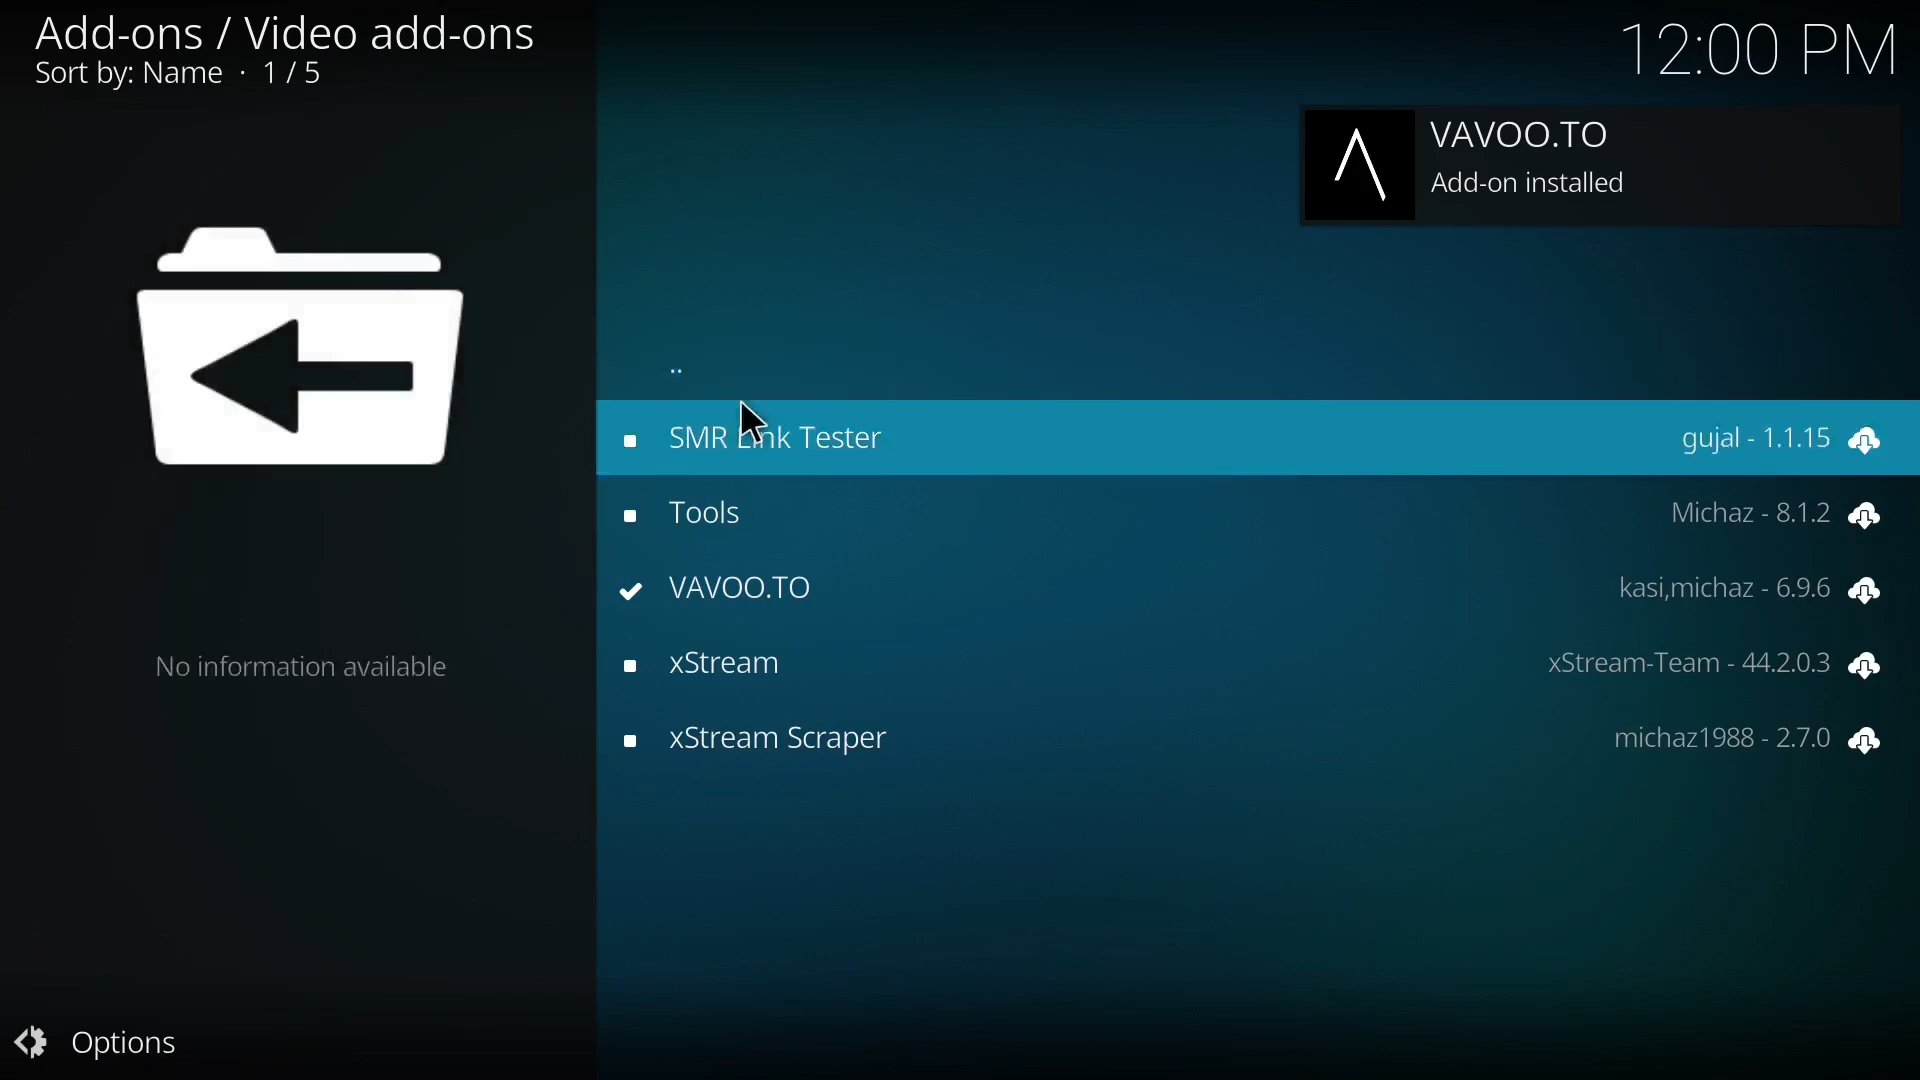 Add-ons / Video add-ons
Sort by: Name · 1 / 5
12:00 PM
VAVOO.TO
Add-on installed
..
SMR Link Tester gujal - 1.1.15
Tools Michaz - 8.1.2
VAVOO.TO kasi,michaz - 6.9.6
xStream xStream-Team - 44.2.0.3
xStream Scraper michaz1988 - 2.7.0
No information available
Options